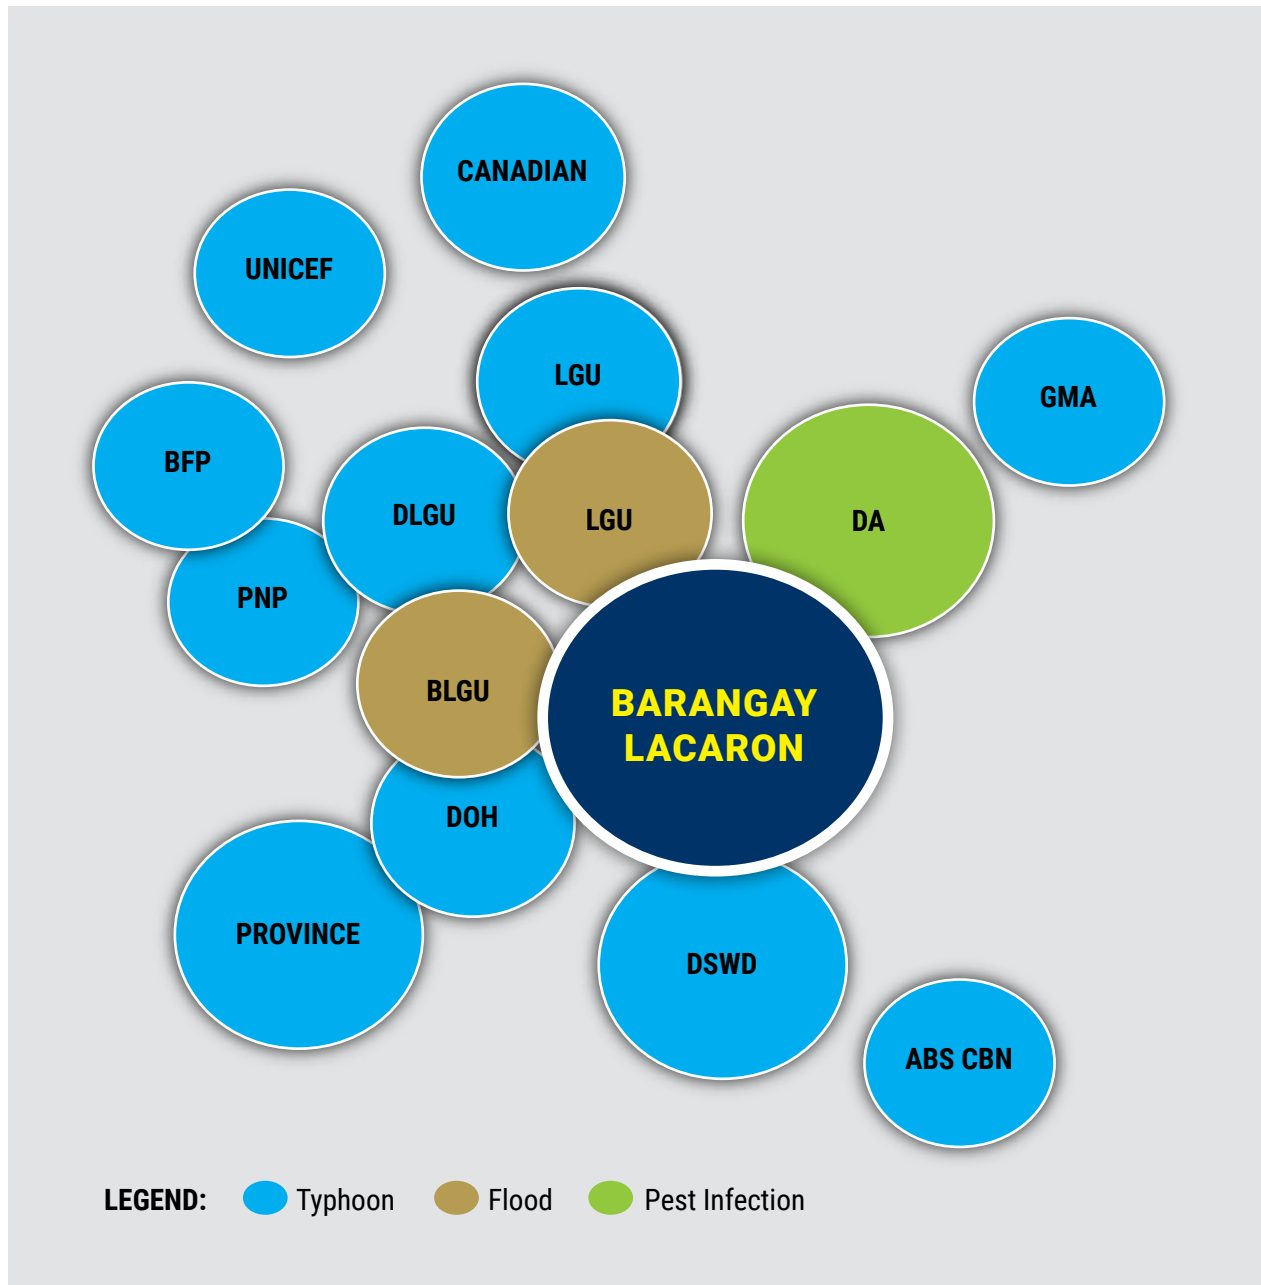 CANADIAN
UNICEF
LGU
GMA
BFP
DLGU
LGU
DA
PNP
BLGU
BARANGAY
LACARON
DOH
PROVINCE
DSWD
ABS CBN
LEGEND: Typhoon Flood Pest Infection